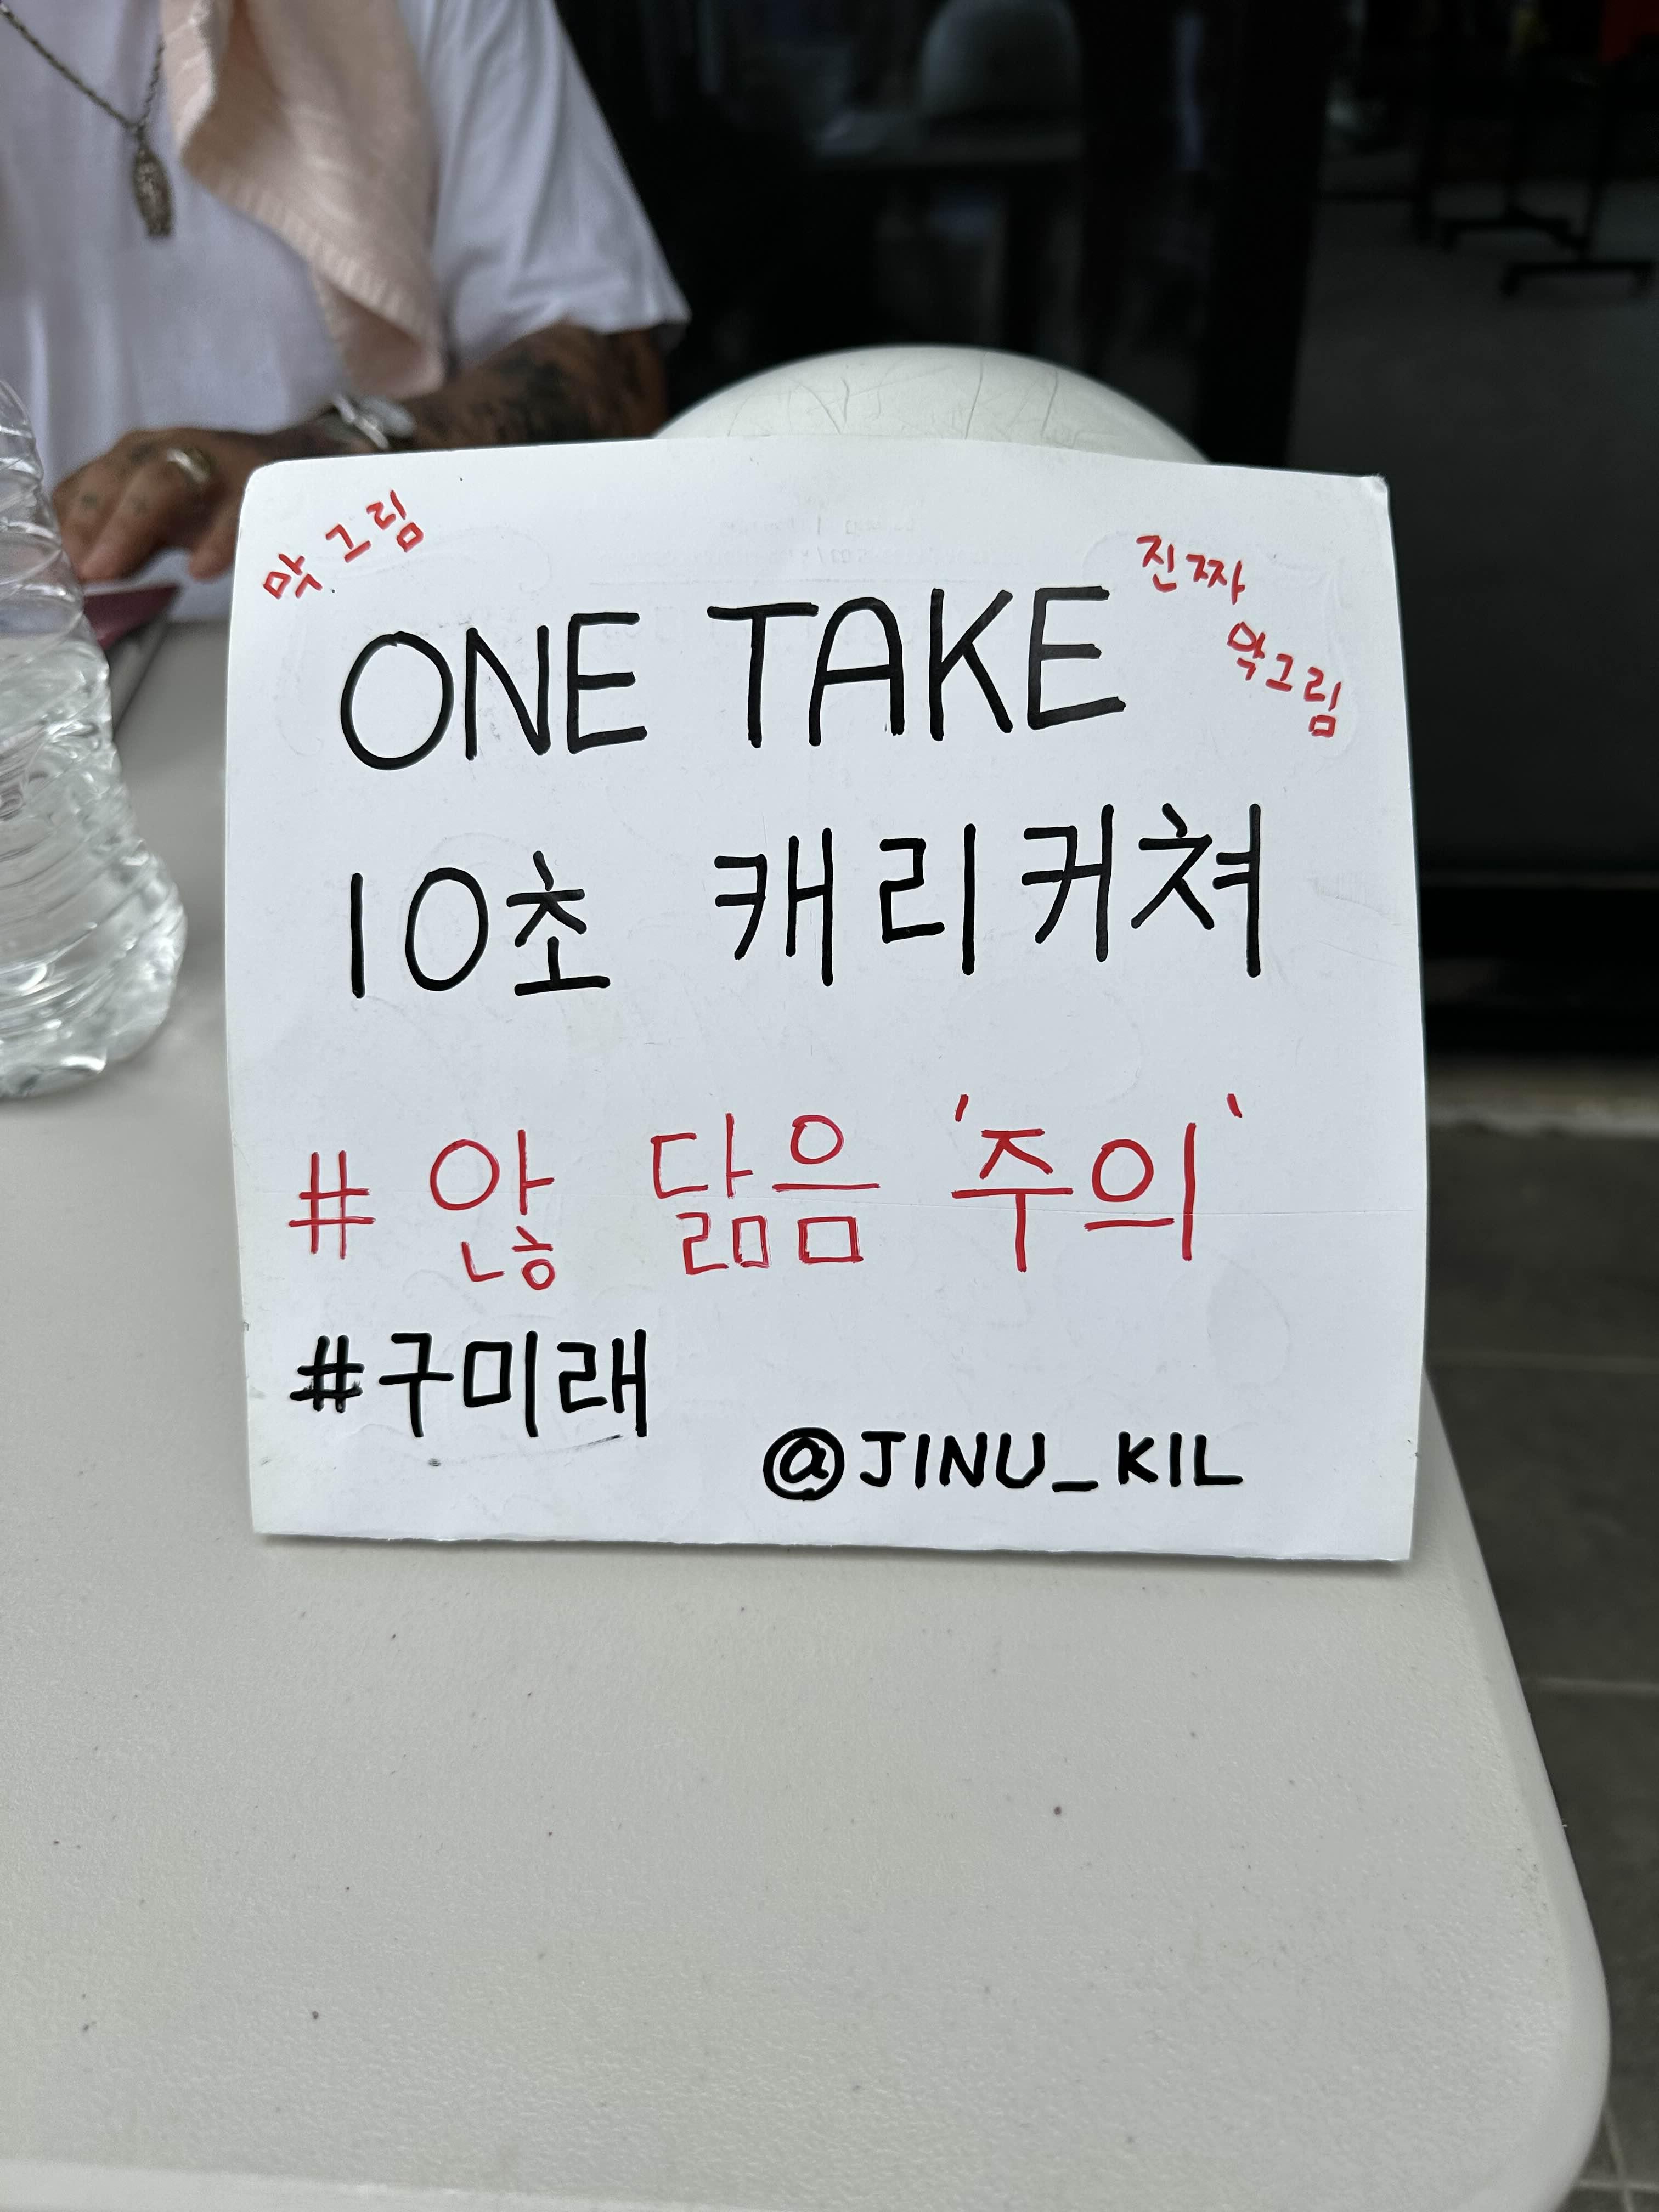 막그림
진짜
막그림
ONE TAKE
10초 캐리커쳐
# 않 닮음 '주의'
#구미래
@JINU_KIL